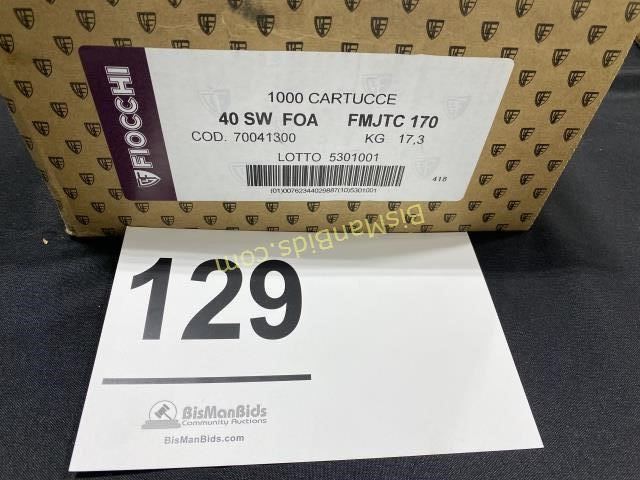 FIOCCHI
1000 CARTUCCE
40 SW FOA FMJTC 170
COD. 70041300 KG 17,3
LOTTO 5301001
(01)00762344029887(10)5301001
418
BisManBids.com
129
BisManBids
Community Auctions
BisManBids.com